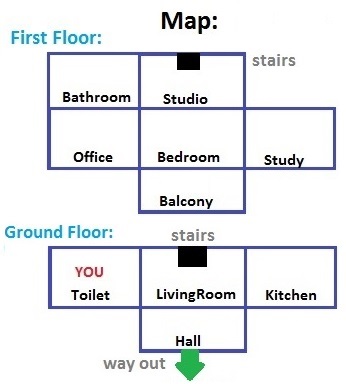 Map:
First Floor:
stairs
Bathroom
Studio
Office
Bedroom
Study
Balcony
Ground Floor:
stairs
YOU
Toilet
LivingRoom
Kitchen
Hall
way out